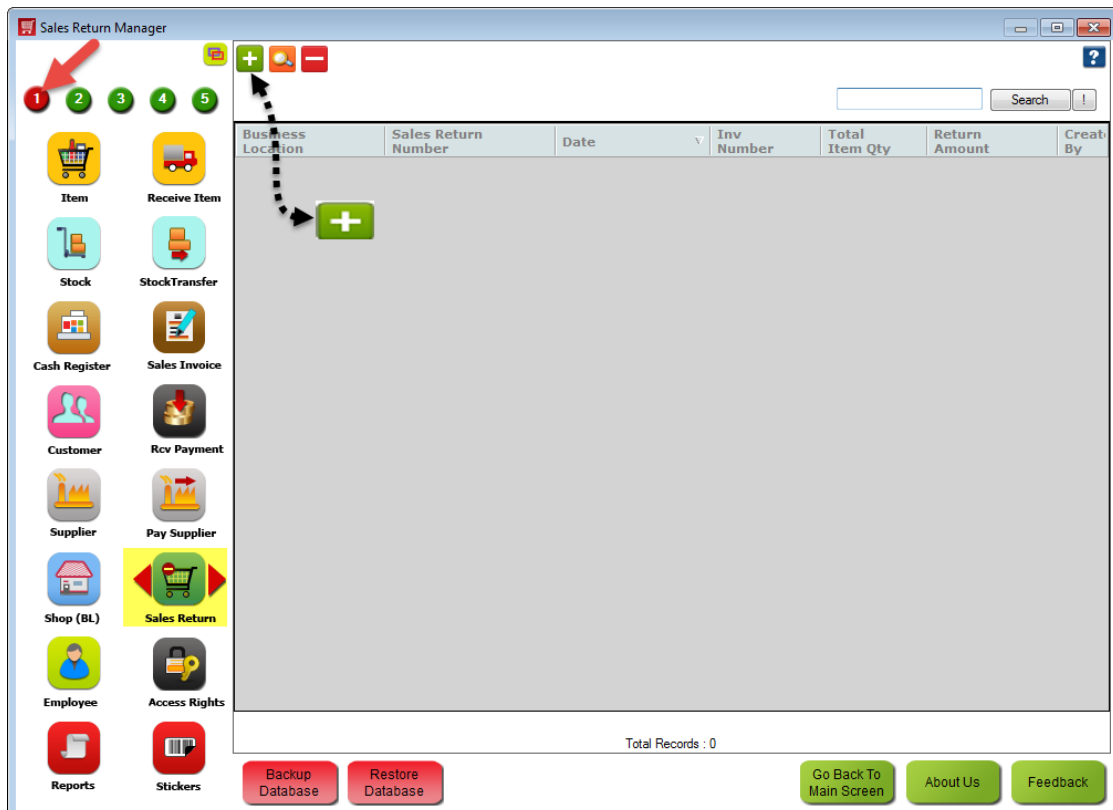 Sales Return Manager
?
1 2 3 4 5
Search !
Business Location
Sales Return Number
Date
Inv Number
Total Item Qty
Return Amount
Creat By
Item
Receive Item
Stock
StockTransfer
Cash Register
Sales Invoice
Customer
Rcv Payment
Supplier
Pay Supplier
Shop (BL)
Sales Return
Employee
Access Rights
Reports
Stickers
Total Records : 0
Backup
Database
Restore
Database
Go Back To
Main Screen
About Us
Feedback